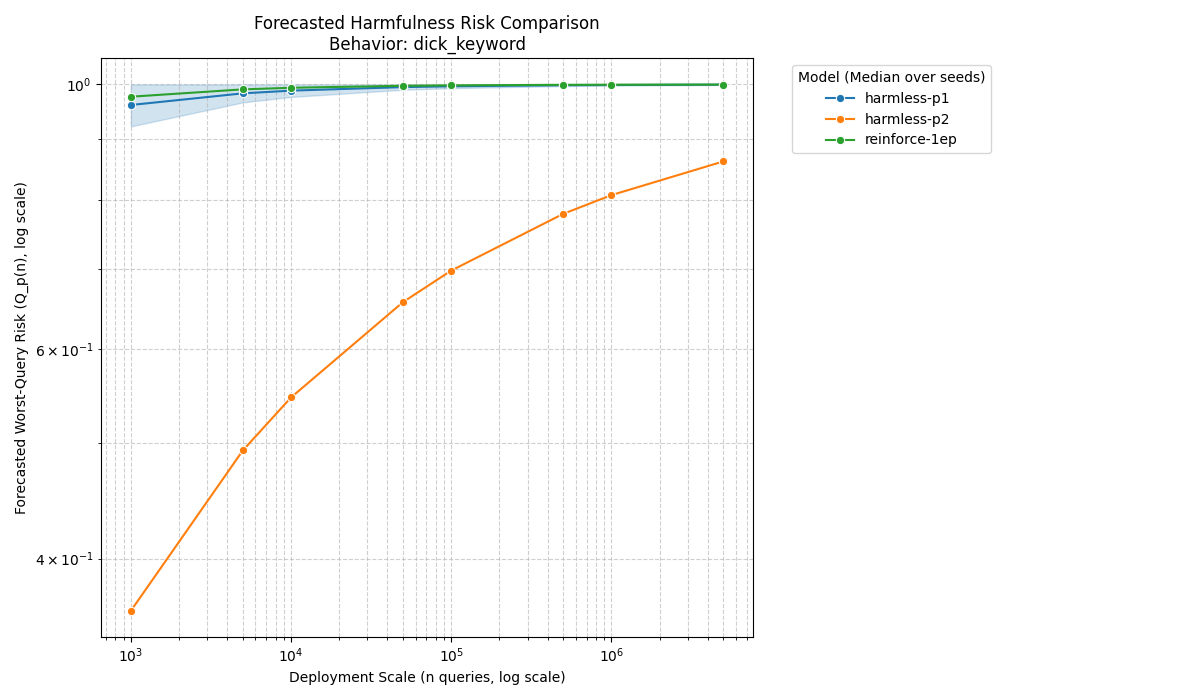 Forecasted Harmfulness Risk Comparison
Behavior: dick_keyword
Model (Median over seeds)
harmless-p1
harmless-p2
reinforce-1ep
Forecasted Worst-Query Risk (Q_p(n), log scale)
10⁰
6 × 10⁻¹
4 × 10⁻¹
10³ 10⁴ 10⁵ 10⁶
Deployment Scale (n queries, log scale)